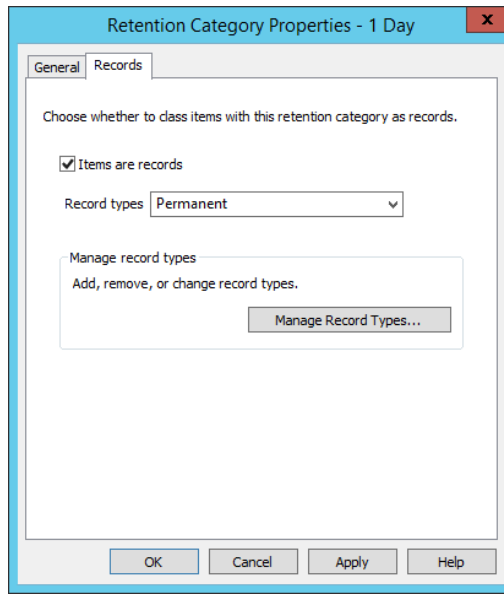 Retention Category Properties - 1 Day
x
General Records
Choose whether to class items with this retention category as records.
Items are records
Record types Permanent
Manage record types
Add, remove, or change record types.
Manage Record Types...
OK Cancel Apply Help